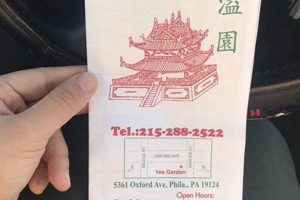 溢
園
Tel.:215-288-2522
OXFORD AVE.
S
N
Yee Garden
5361 Oxford Ave. Phila., PA 19124
Open Hours: